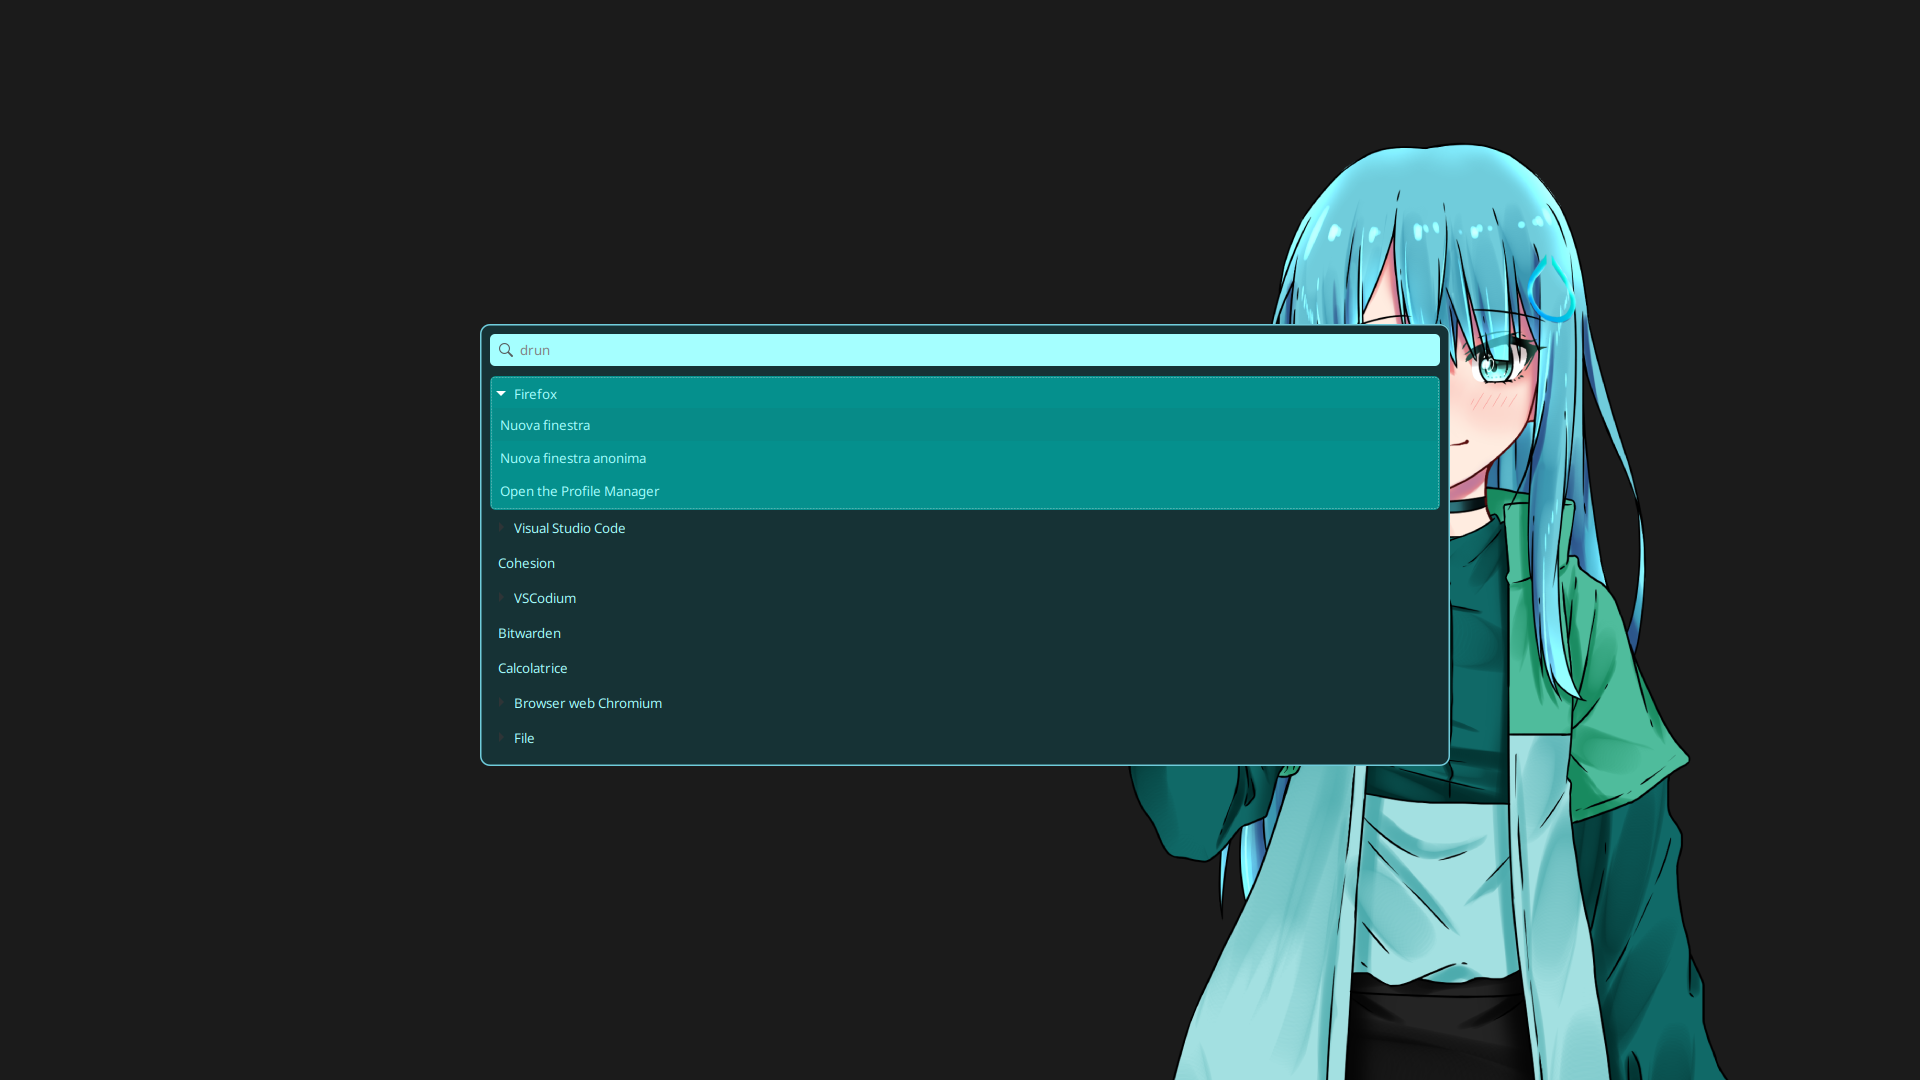 drun
Firefox
Nuova finestra
Nuova finestra anonima
Open the Profile Manager
Visual Studio Code
Cohesion
VSCodium
Bitwarden
Calcolatrice
Browser web Chromium
File